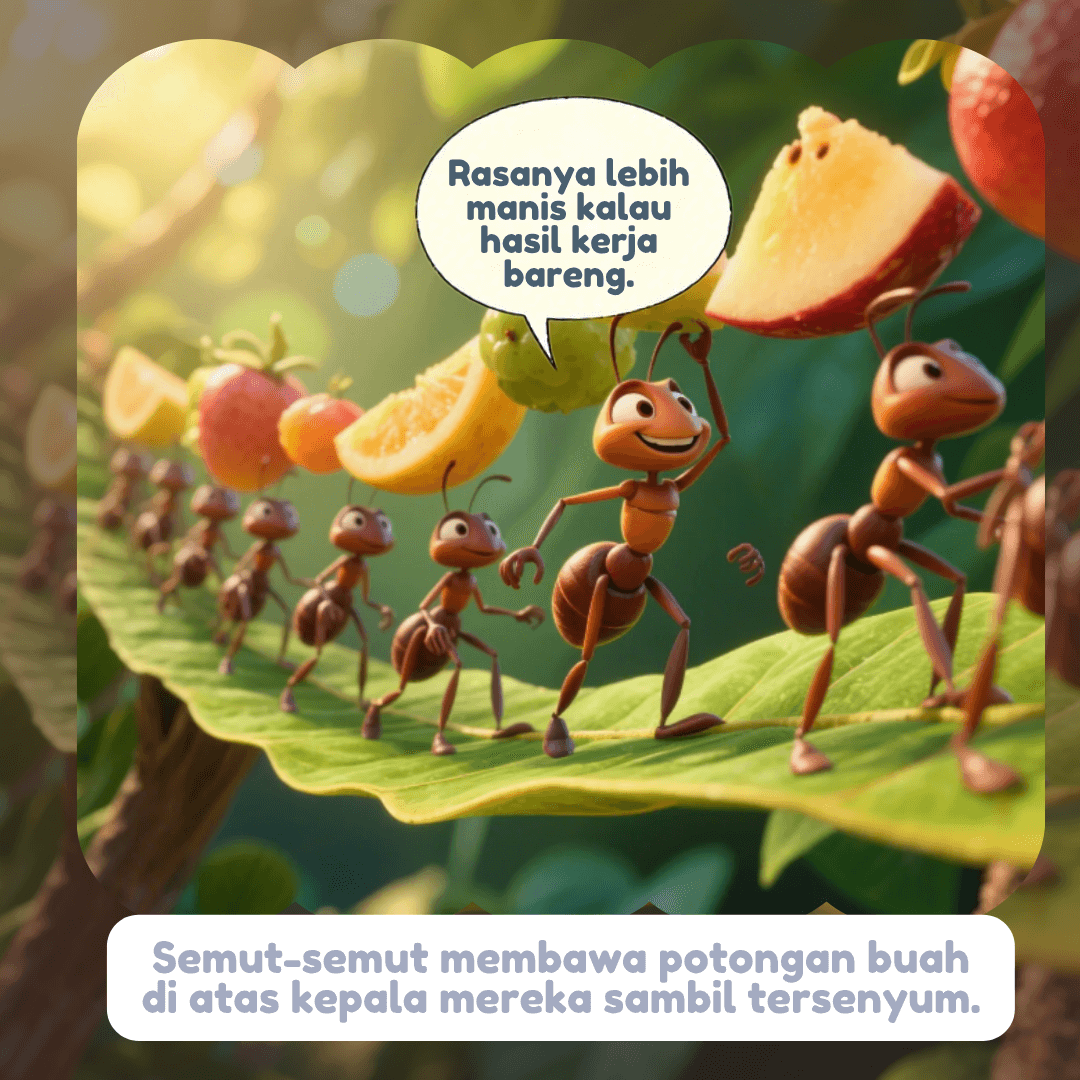 Rasanya lebih
manis kalau
hasil kerja
bareng.
Semut-semut membawa potongan buah
di atas kepala mereka sambil tersenyum.